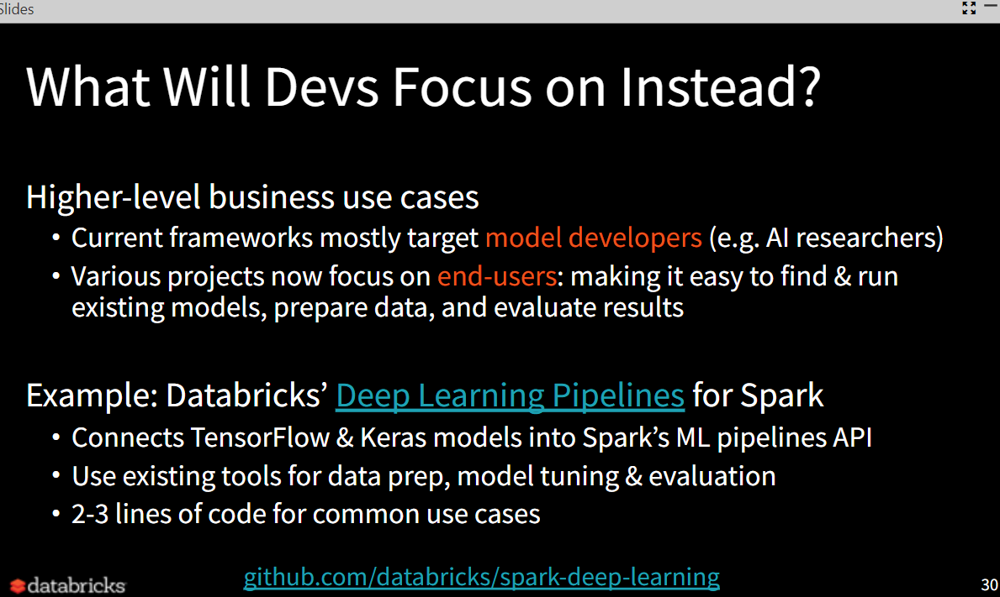 Slides
What Will Devs Focus on Instead?
Higher-level business use cases
• Current frameworks mostly target model developers (e.g. AI researchers)
• Various projects now focus on end-users: making it easy to find & run
existing models, prepare data, and evaluate results
Example: Databricks’ Deep Learning Pipelines for Spark
• Connects TensorFlow & Keras models into Spark’s ML pipelines API
• Use existing tools for data prep, model tuning & evaluation
• 2-3 lines of code for common use cases
github.com/databricks/spark-deep-learning
databricks
30